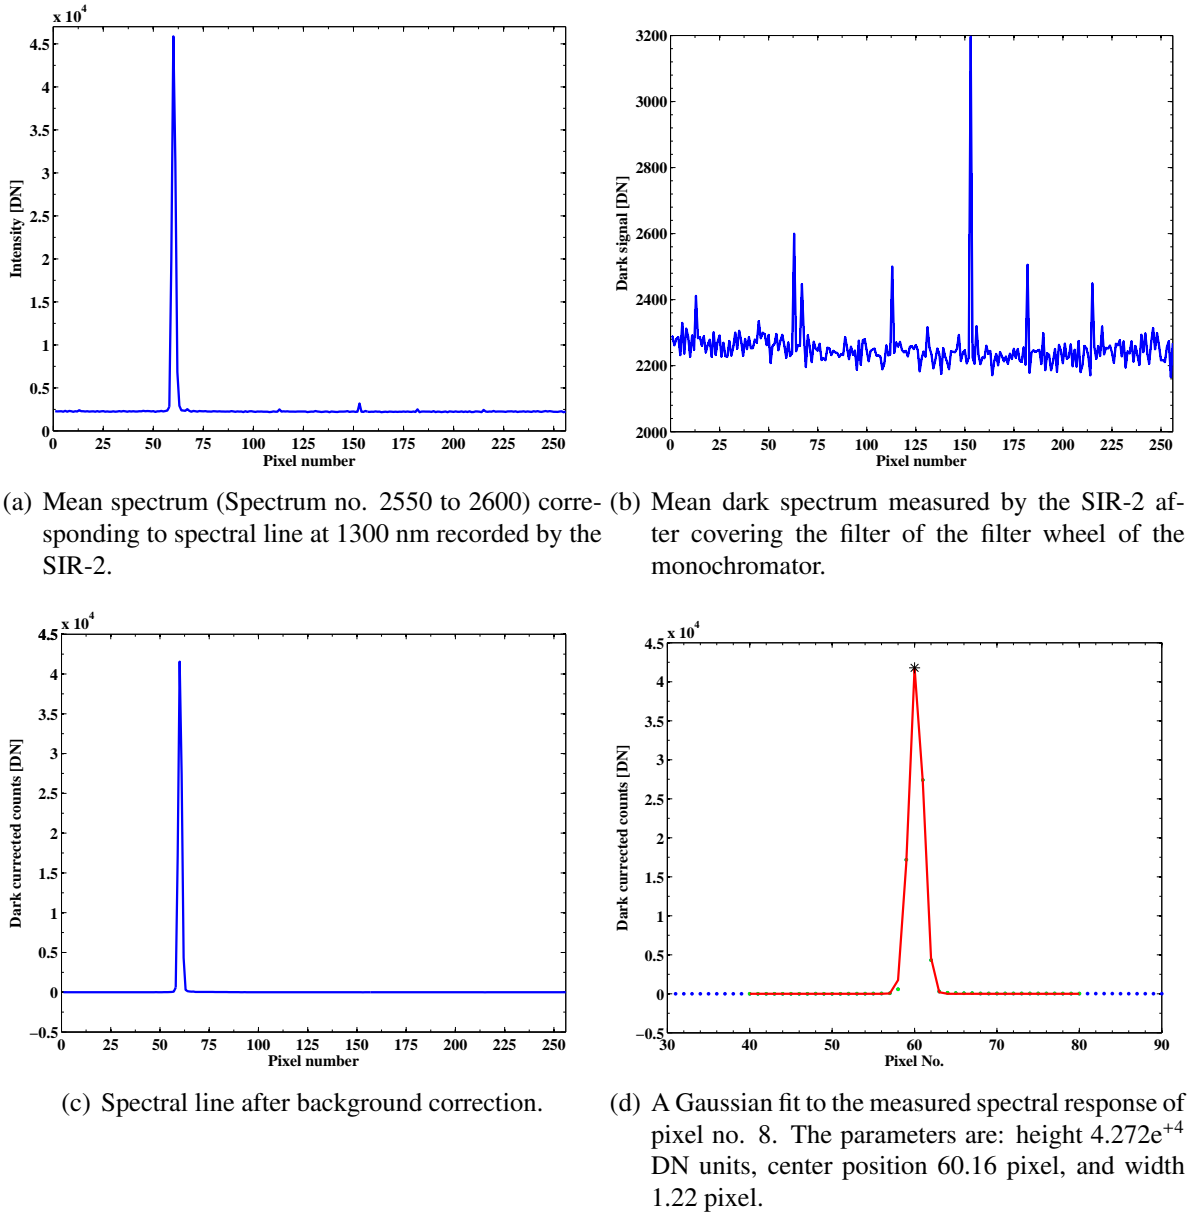 x 10⁴
4.5
4
3.5
3
2.5
2
1.5
1
0.5
0
Intensity [DN]
0 25 50 75 100 125 150 175 200 225 250
Pixel number
3200
3000
2800
2600
2400
2200
2000
Dark signal [DN]
0 25 50 75 100 125 150 175 200 225 250
Pixel number
(a) Mean spectrum (Spectrum no. 2550 to 2600) corre-
sponding to spectral line at 1300 nm recorded by the
SIR-2.
(b) Mean dark spectrum measured by the SIR-2 af-
ter covering the filter of the filter wheel of the
monochromator.
x 10⁴
4.5
4
3.5
3
2.5
2
1.5
1
0.5
0
−0.5
Dark currected counts [DN]
0 25 50 75 100 125 150 175 200 225 250
Pixel number
x 10⁴
4.5
4
3.5
3
2.5
2
1.5
1
0.5
0
−0.5
Dark currected counts [DN]
30 40 50 60 70 80 90
Pixel No.
(c) Spectral line after background correction.
(d) A Gaussian fit to the measured spectral response of
pixel no. 8. The parameters are: height 4.272e⁺⁴
DN units, center position 60.16 pixel, and width
1.22 pixel.